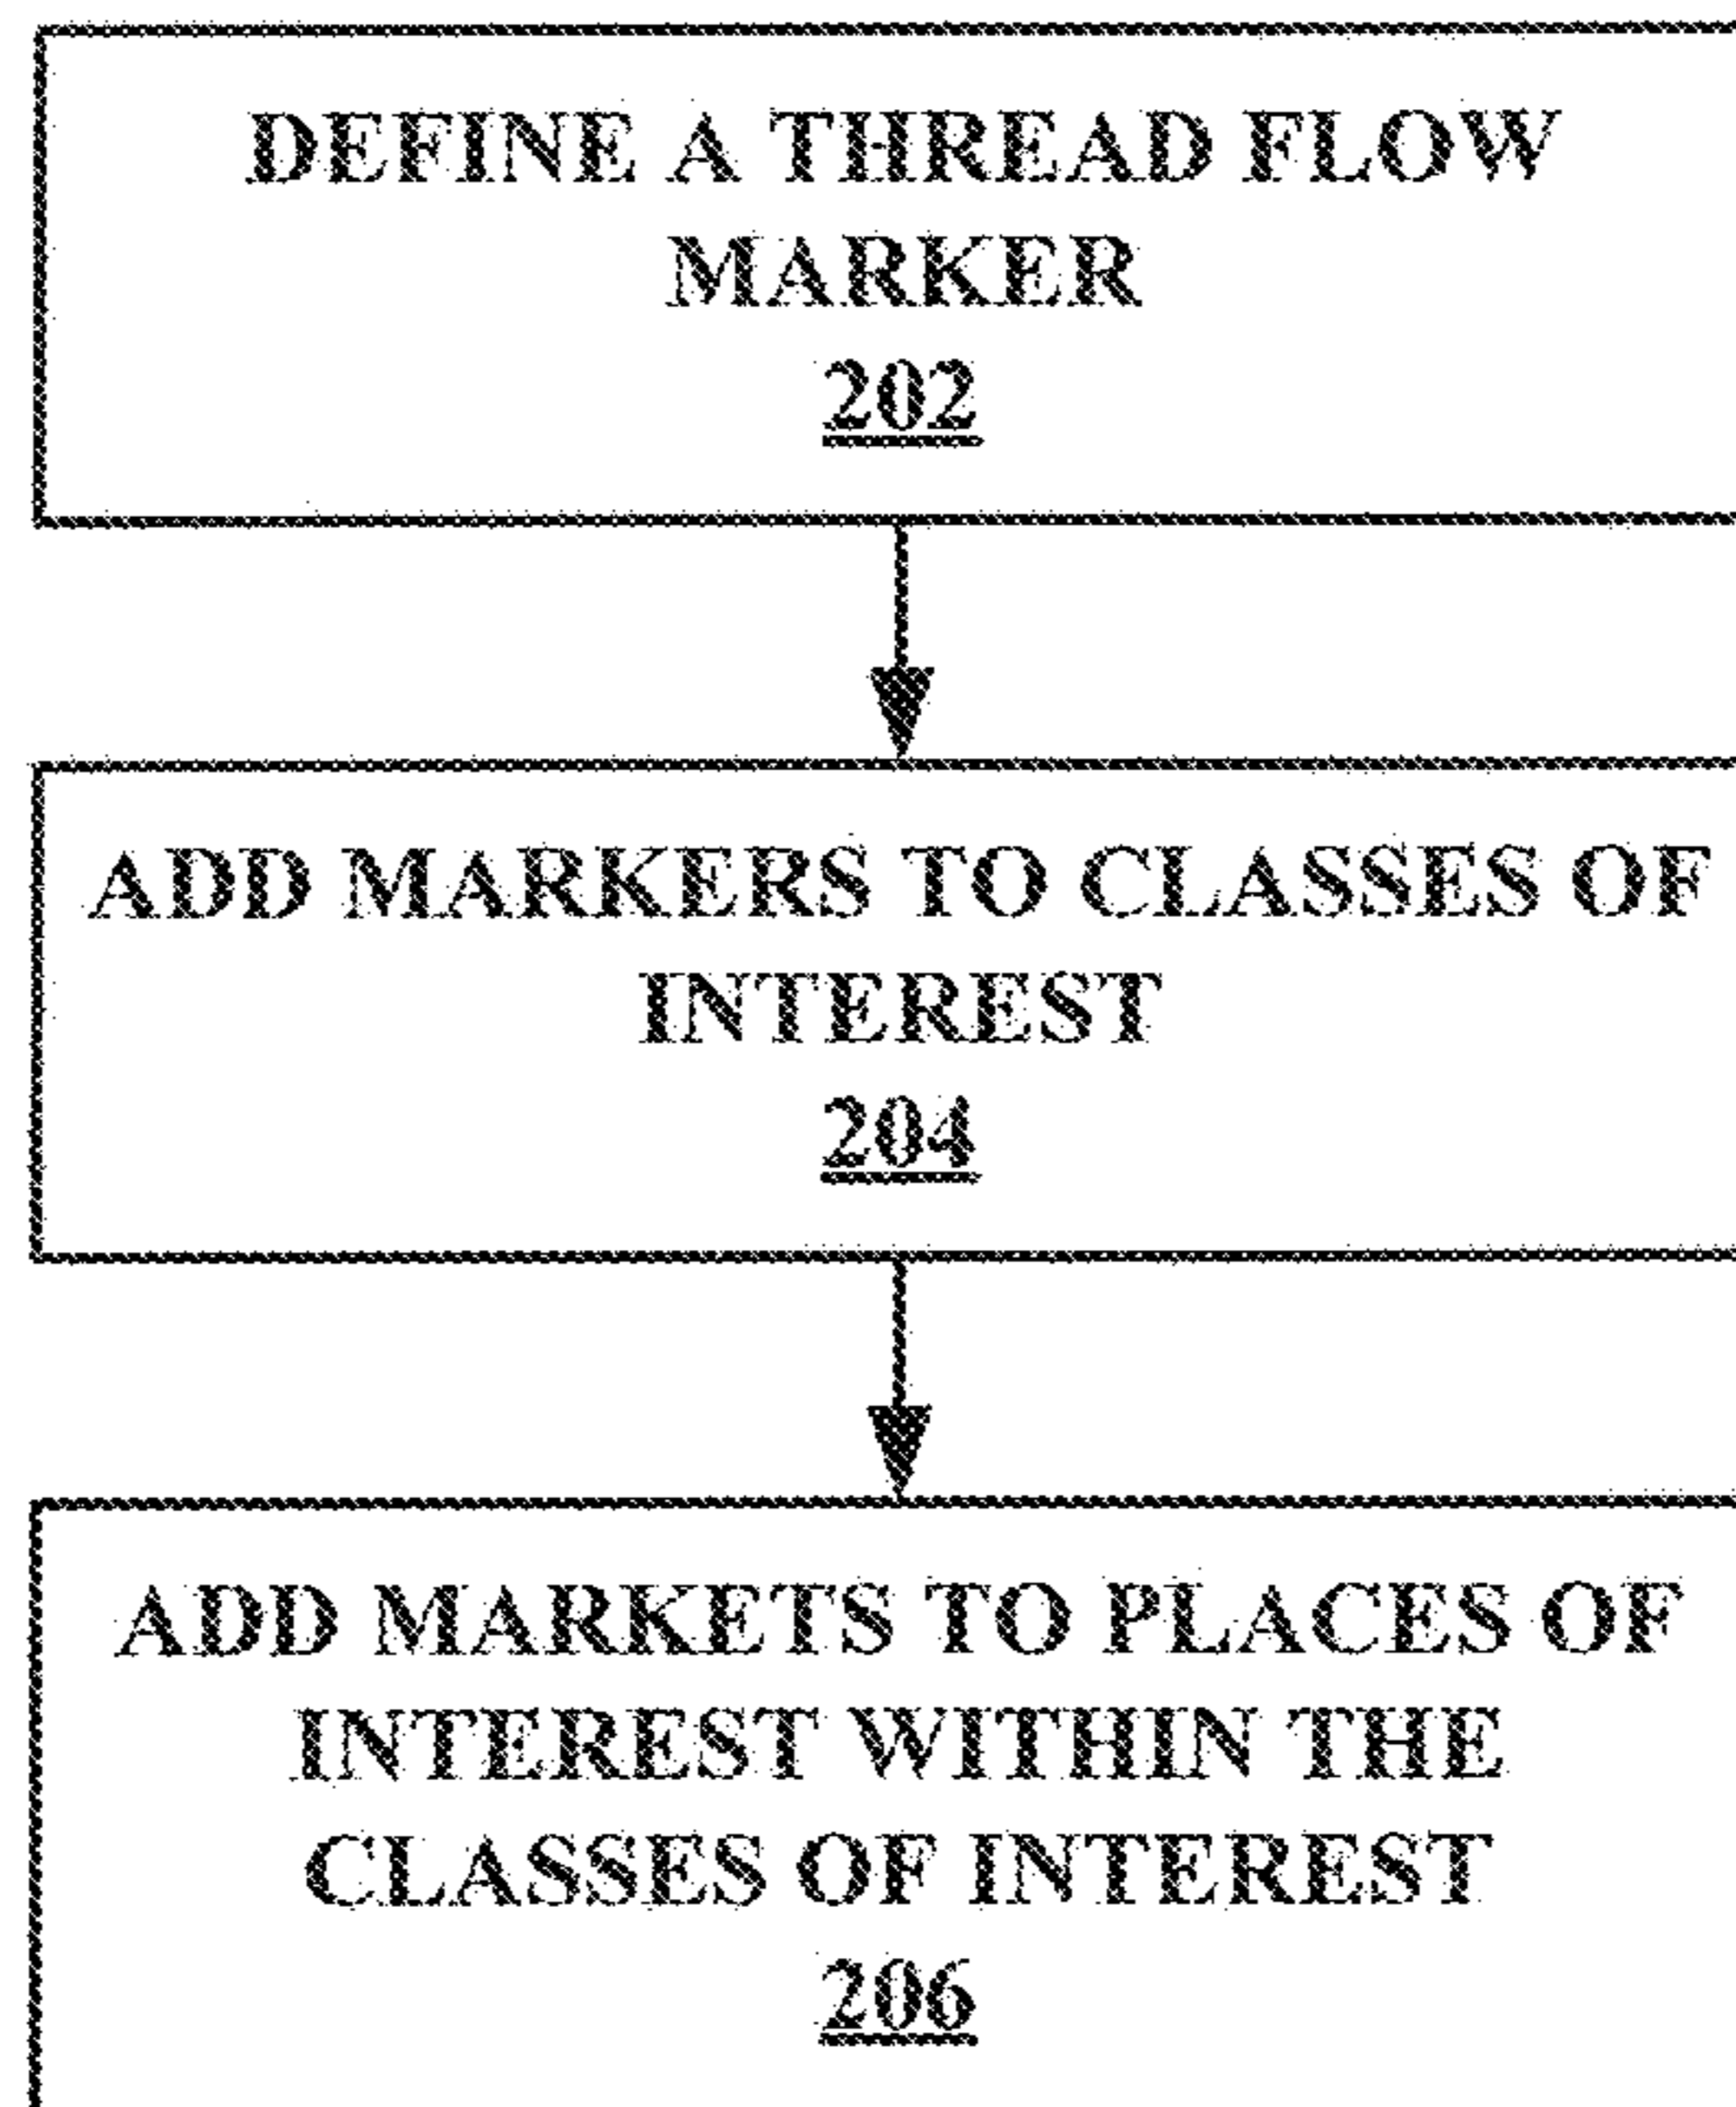 DEFINE A THREAD FLOW
MARKER
202
ADD MARKERS TO CLASSES OF
INTEREST
204
ADD MARKETS TO PLACES OF
INTEREST WITHIN THE
CLASSES OF INTEREST
206